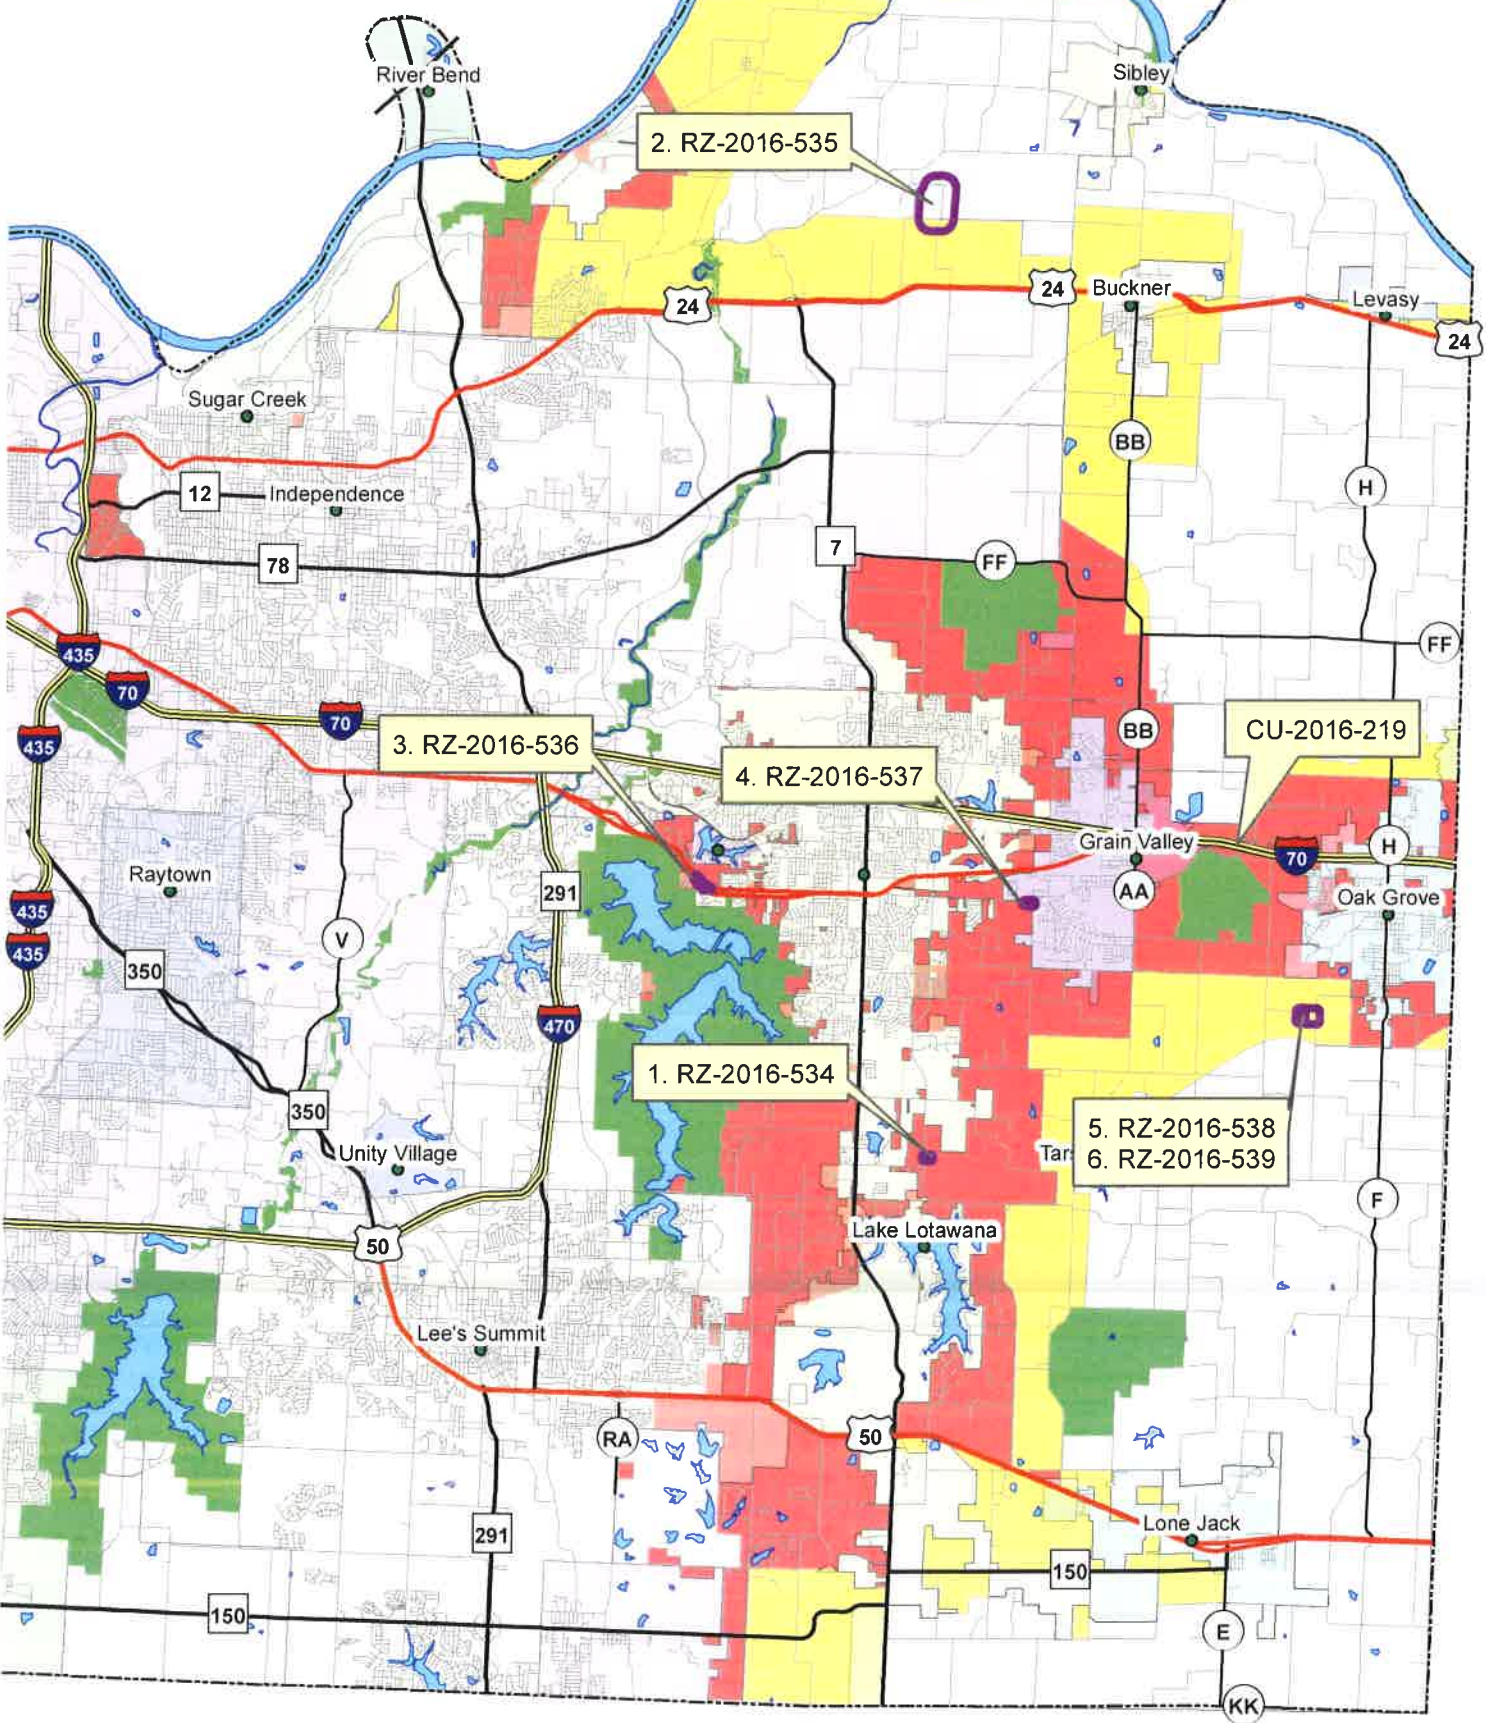 River Bend
Sibley
2. RZ-2016-535
24
24
Buckner
Levasy
24
Sugar Creek
BB
12
Independence
H
78
7
FF
435
FF
70
70
435
3. RZ-2016-536
4. RZ-2016-537
BB
CU-2016-219
Grain Valley
H
70
Raytown
291
AA
Oak Grove
435
V
435
350
470
1. RZ-2016-534
350
5. RZ-2016-538
6. RZ-2016-539
Unity Village
Tars
F
Lake Lotawana
50
Lee's Summit
RA
50
291
Lone Jack
150
150
E
KK